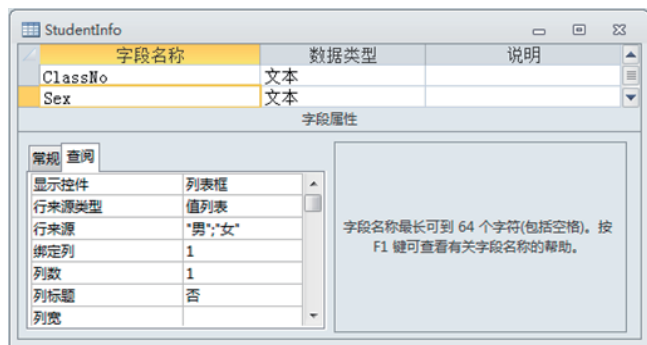 StudentInfo
字段名称 数据类型 说明
ClassNo 文本
Sex 文本
字段属性
常规 查阅
显示控件 列表框
行来源类型 值列表
行来源 "男";"女"
绑定列 1
列数 1
列标题 否
列宽
字段名称最长可到 64 个字符(包括空格)。按
F1 键可查看有关字段名称的帮助。